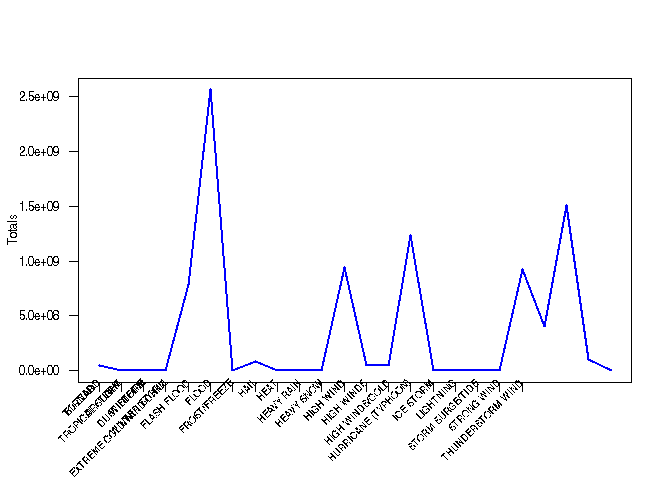 2.5e+09
2.0e+09
1.5e+09
1.0e+09
5.0e+08
0.0e+00
Totals
FLASH FLOOD
FLOOD
FROST/FREEZE
HAIL
HEAT
HEAVY RAIN
HEAVY SNOW
HIGH WIND
HIGH WINDS
HIGH WINDS/COLD
HURRICANE (TYPHOON)
ICE STORM
LIGHTNING
STORM SURGE/TIDE
STRONG WIND
THUNDERSTORM WIND